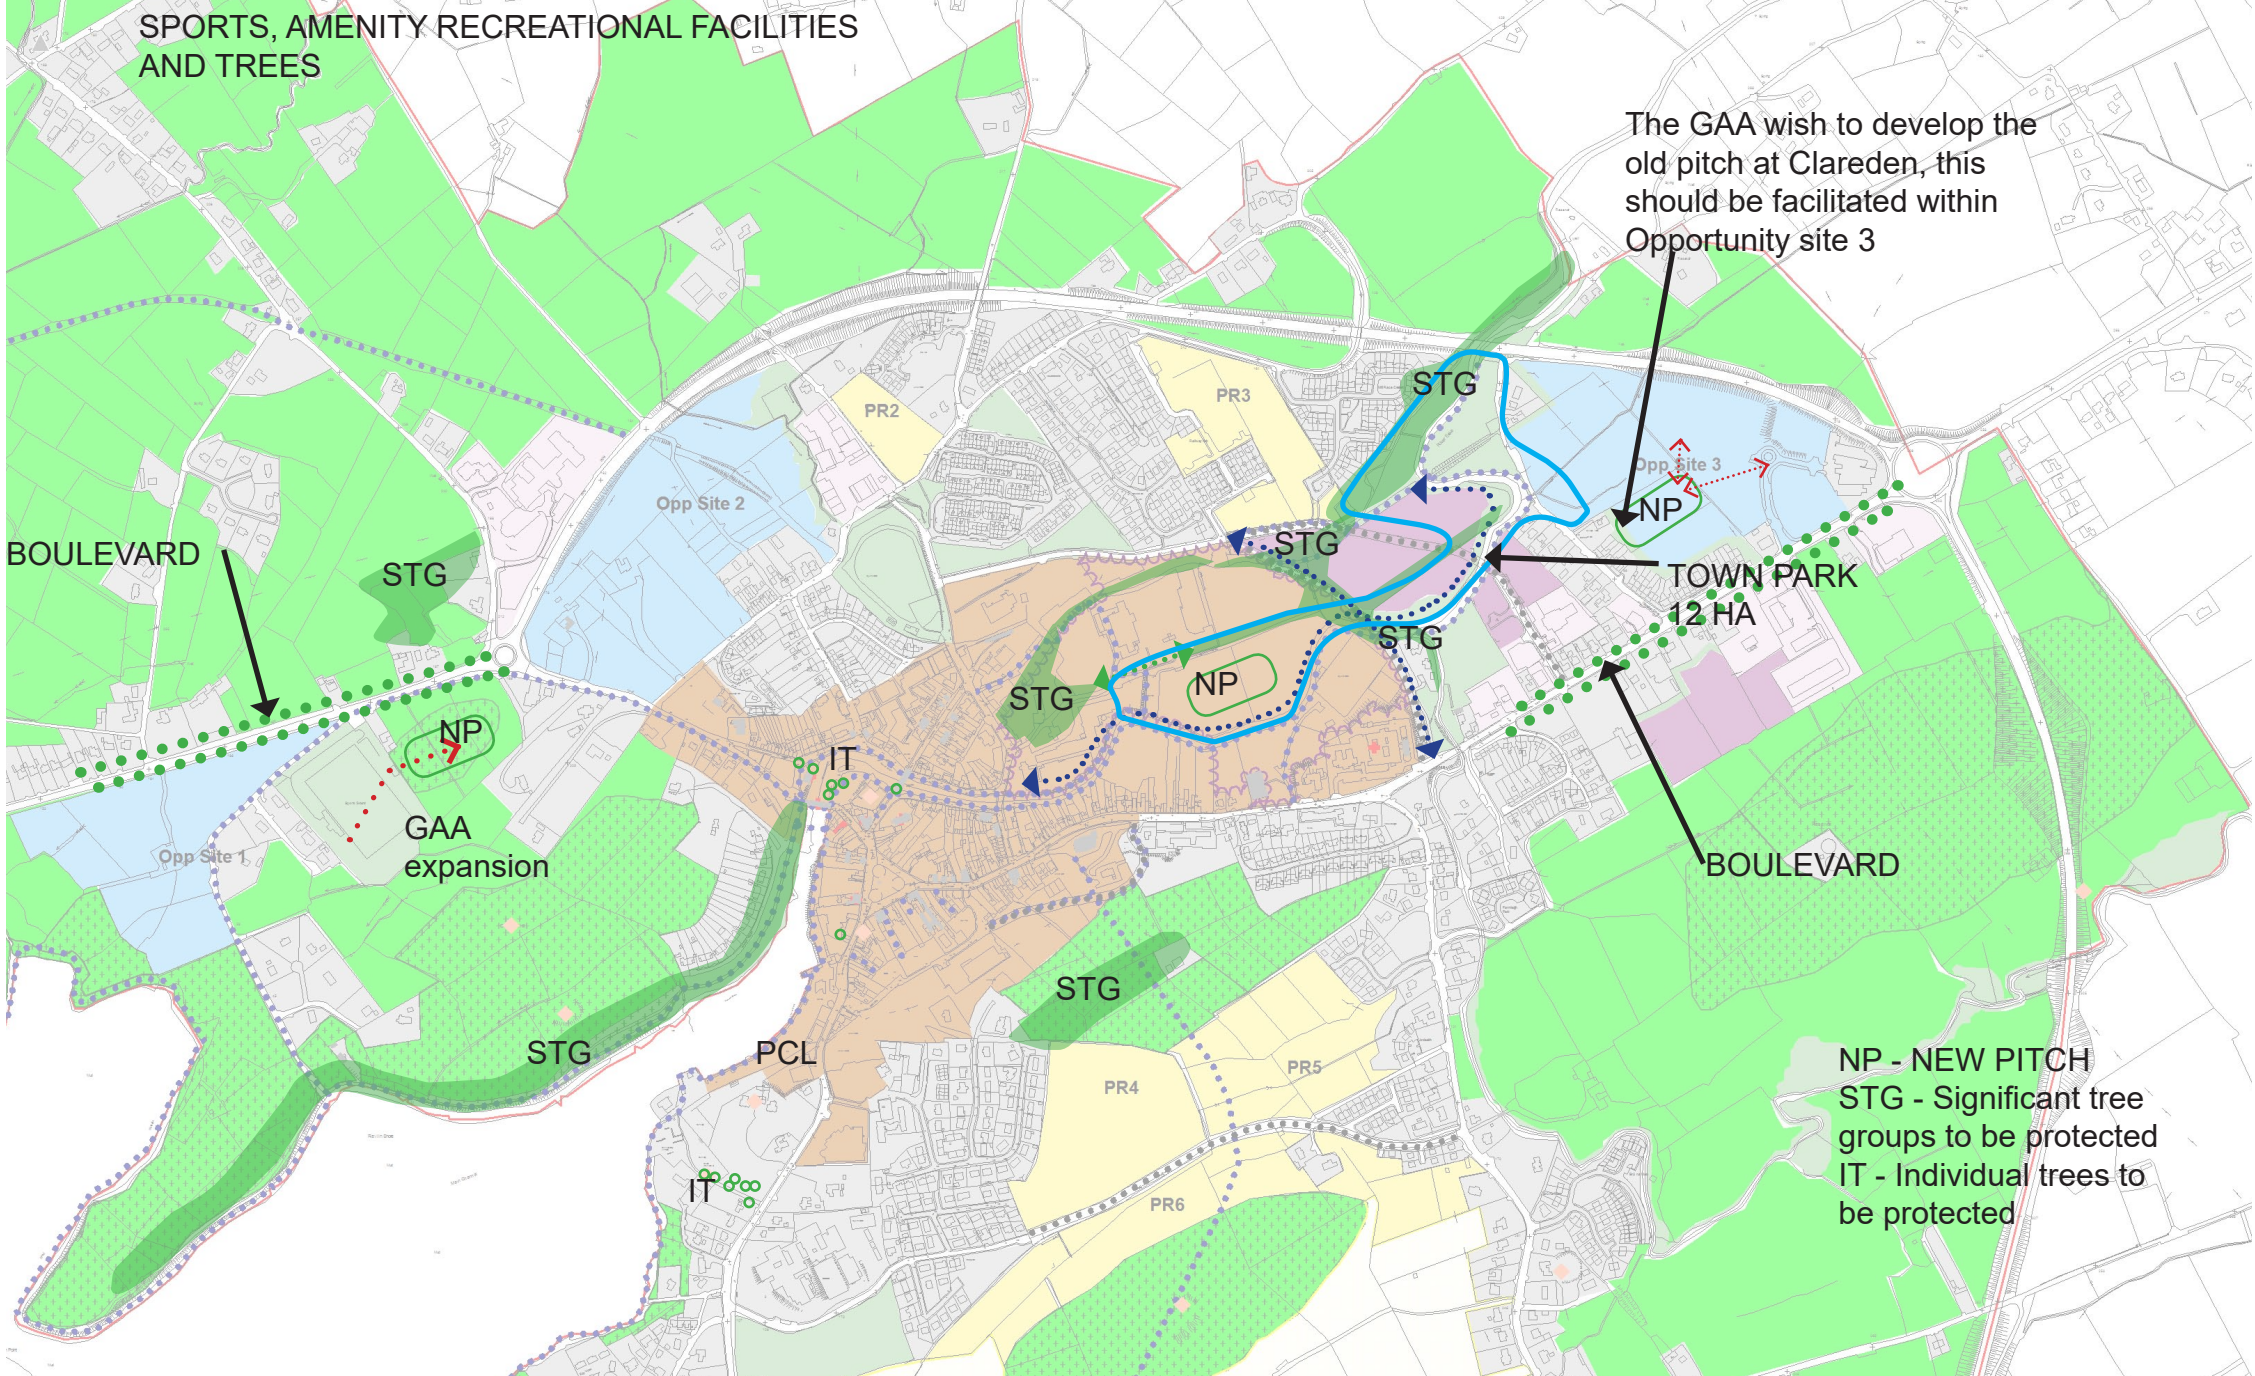 SPORTS, AMENITY RECREATIONAL FACILITIES
AND TREES
The GAA wish to develop the
old pitch at Clareden, this
should be facilitated within
Opportunity site 3
STG
PR3
PR2
Opp Site 3
Opp Site 2
NP
BOULEVARD
STG
STG
TOWN PARK
12 HA
STG
STG
NP
NP
IT
GAA
expansion
Opp Site 1
BOULEVARD
STG
STG
PCL
PR4
PR5
PR6
IT
NP - NEW PITCH
STG - Significant tree
groups to be protected
IT - Individual trees to
be protected